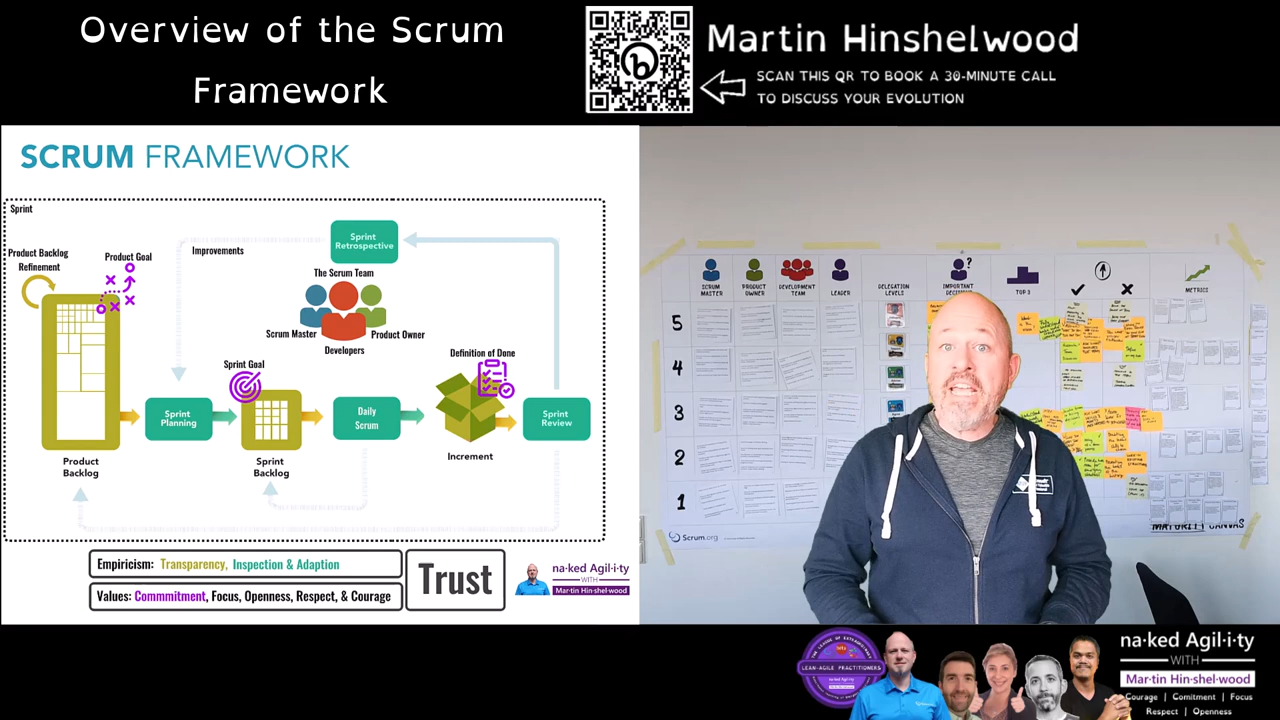 Overview of the Scrum
Framework
Martin Hinshelwood
SCAN THIS QR TO BOOK A 30-MINUTE CALL
TO DISCUSS YOUR EVOLUTION
SCRUM FRAMEWORK
Sprint
Product Backlog
Refinement
Product Goal
Improvements
Sprint
Retrospective
The Scrum Team
Scrum Master
Product Owner
Developers
Sprint Goal
Definition of Done
Sprint
Planning
Daily
Scrum
Sprint
Review
Increment
Product
Backlog
Sprint
Backlog
Empiricism: Transparency, Inspection & Adaption
Values: Commmitment, Focus, Openness, Respect, & Courage
Trust
na·ked Agil·i·ty
WITH
Mar·tin Hin·shel·wood
SCRUM
MASTER
PRODUCT
OWNER
DEVELOPMENT
TEAM
LEADER
DELEGATION
LEVELS
IMPORTANT
?
TOP 3
METRICS
5
4
3
2
1
Scrum.org
MATURITY CANVAS
LEAN-AGILE PRACTITIONERS
na·ked Agil·i·ty
WITH
Mar·tin Hin·shel·wood
Courage | Comitment | Focus
Respect | Openness